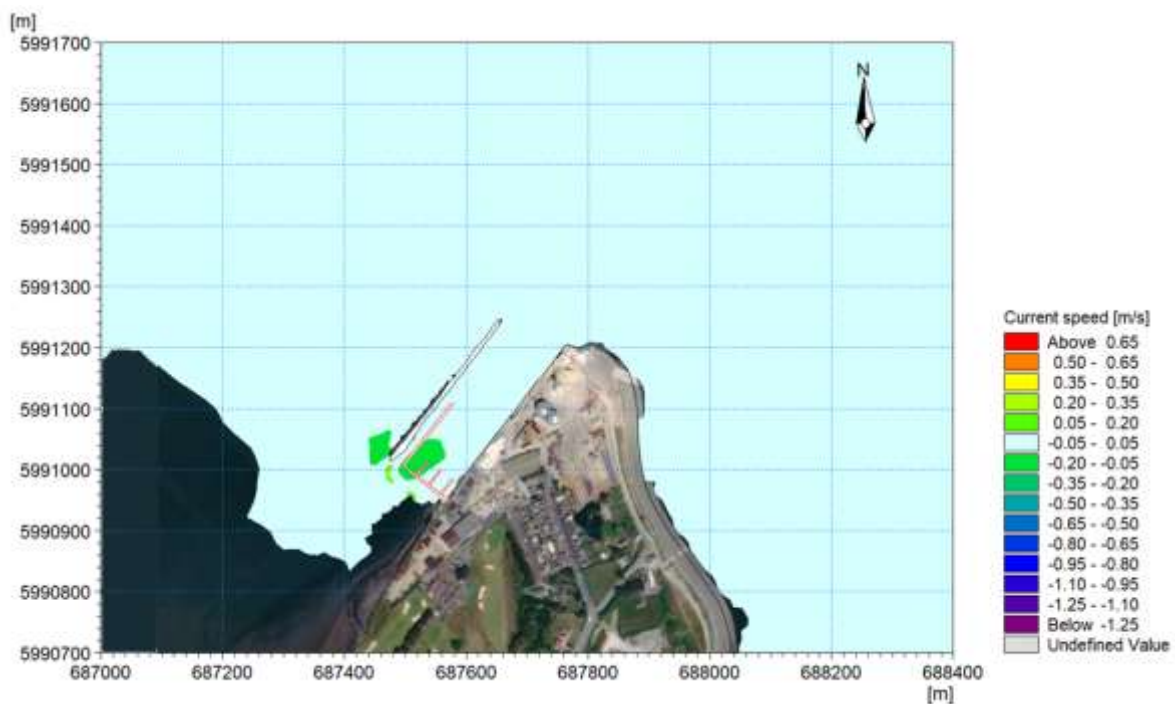 [m]
5991700
5991600
5991500
5991400
5991300
5991200
5991100
5991000
5990900
5990800
5990700
687000 687200 687400 687600 687800 688000 688200 688400
[m]
N
Current speed [m/s]
Above 0.65
0.50 - 0.65
0.35 - 0.50
0.20 - 0.35
0.05 - 0.20
-0.05 - 0.05
-0.20 - -0.05
-0.35 - -0.20
-0.50 - -0.35
-0.65 - -0.50
-0.80 - -0.65
-0.95 - -0.80
-1.10 - -0.95
-1.25 - -1.10
Below -1.25
Undefined Value